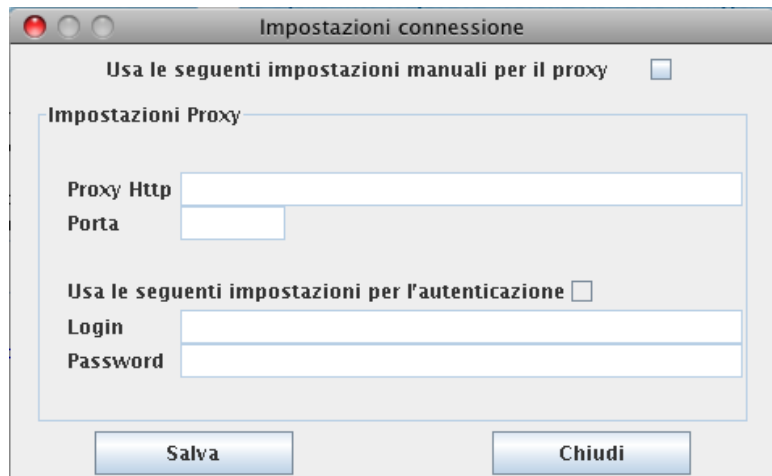 Impostazioni connessione
Usa le seguenti impostazioni manuali per il proxy
Impostazioni Proxy
Proxy Http
Porta
Usa le seguenti impostazioni per l'autenticazione
Login
Password
Salva Chiudi